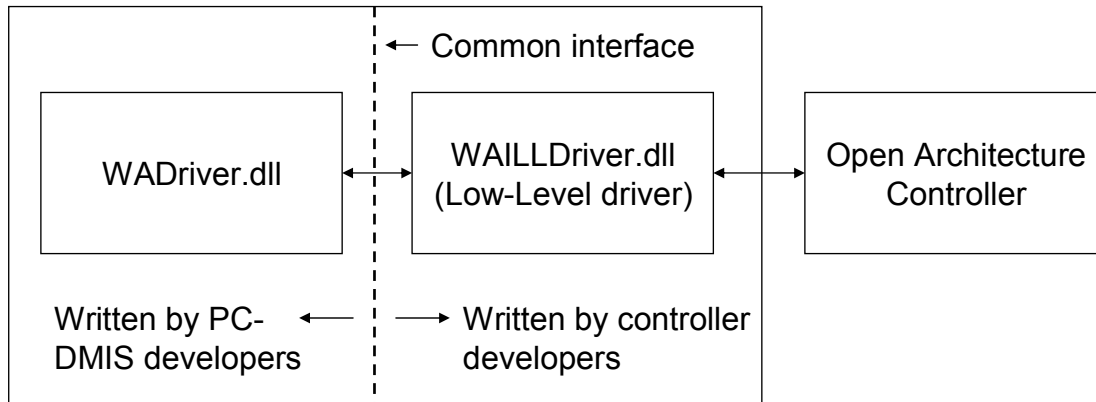 Common interface
WADriver.dll
WAILLDriver.dll
(Low-Level driver)
Open Architecture
Controller
Written by PC-
DMIS developers
Written by controller
developers